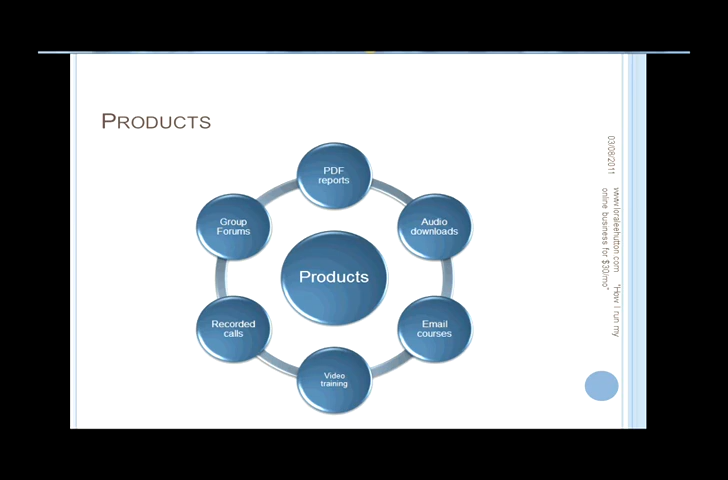 PRODUCTS
PDF
reports
Audio
downloads
Email
courses
Video
training
Recorded
calls
Group
Forums
Products
03/08/2011
www.loraleehutton.com "How I run my
online business for $30/mo"